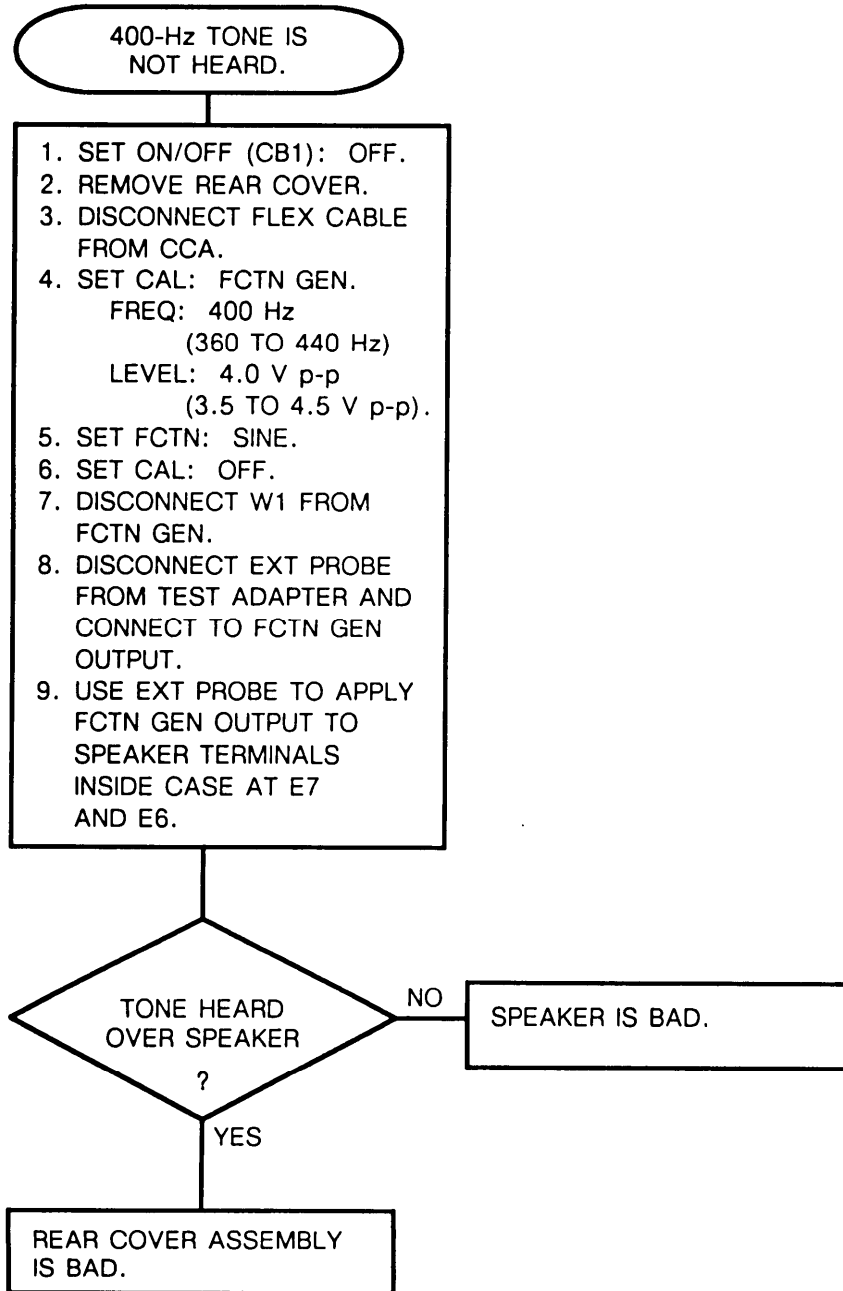 400-Hz TONE IS
NOT HEARD.
1. SET ON/OFF (CB1): OFF.
2. REMOVE REAR COVER.
3. DISCONNECT FLEX CABLE
FROM CCA.
4. SET CAL: FCTN GEN.
FREQ: 400 Hz
(360 TO 440 Hz)
LEVEL: 4.0 V p-p
(3.5 TO 4.5 V p-p).
5. SET FCTN: SINE.
6. SET CAL: OFF.
7. DISCONNECT W1 FROM
FCTN GEN.
8. DISCONNECT EXT PROBE
FROM TEST ADAPTER AND
CONNECT TO FCTN GEN
OUTPUT.
9. USE EXT PROBE TO APPLY
FCTN GEN OUTPUT TO
SPEAKER TERMINALS
INSIDE CASE AT E7
AND E6.
TONE HEARD
OVER SPEAKER
?
NO
SPEAKER IS BAD.
YES
REAR COVER ASSEMBLY
IS BAD.